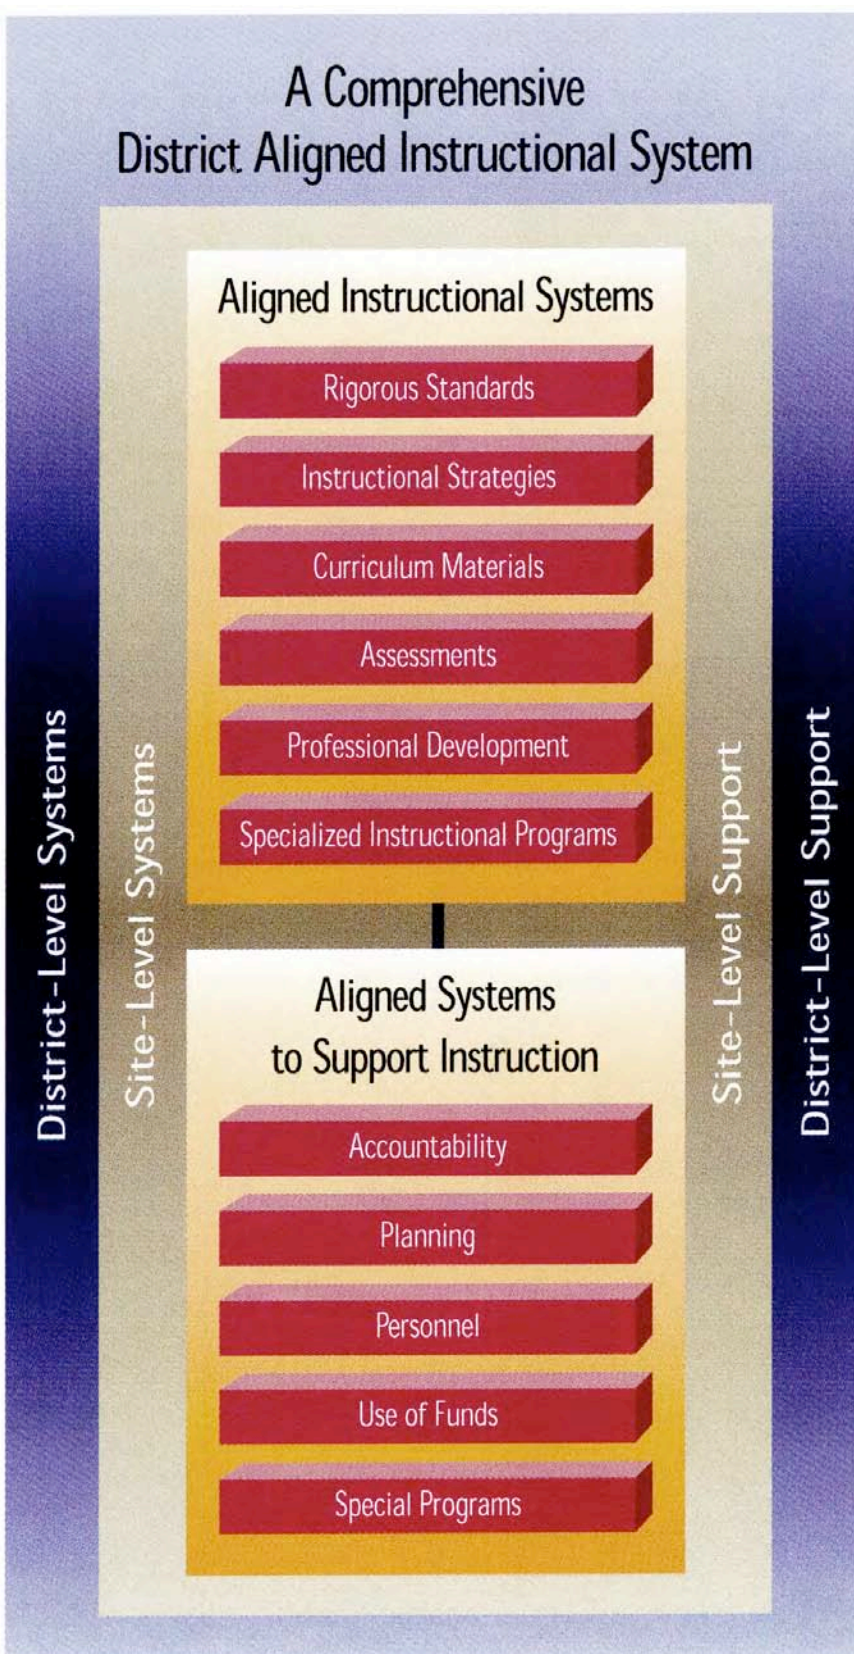 A Comprehensive
District Aligned Instructional System
Aligned Instructional Systems
Rigorous Standards
Instructional Strategies
Curriculum Materials
Assessments
Professional Development
Specialized Instructional Programs
Aligned Systems
to Support Instruction
Accountability
Planning
Personnel
Use of Funds
Special Programs
District-Level Systems
Site-Level Systems
Site-Level Support
District-Level Support